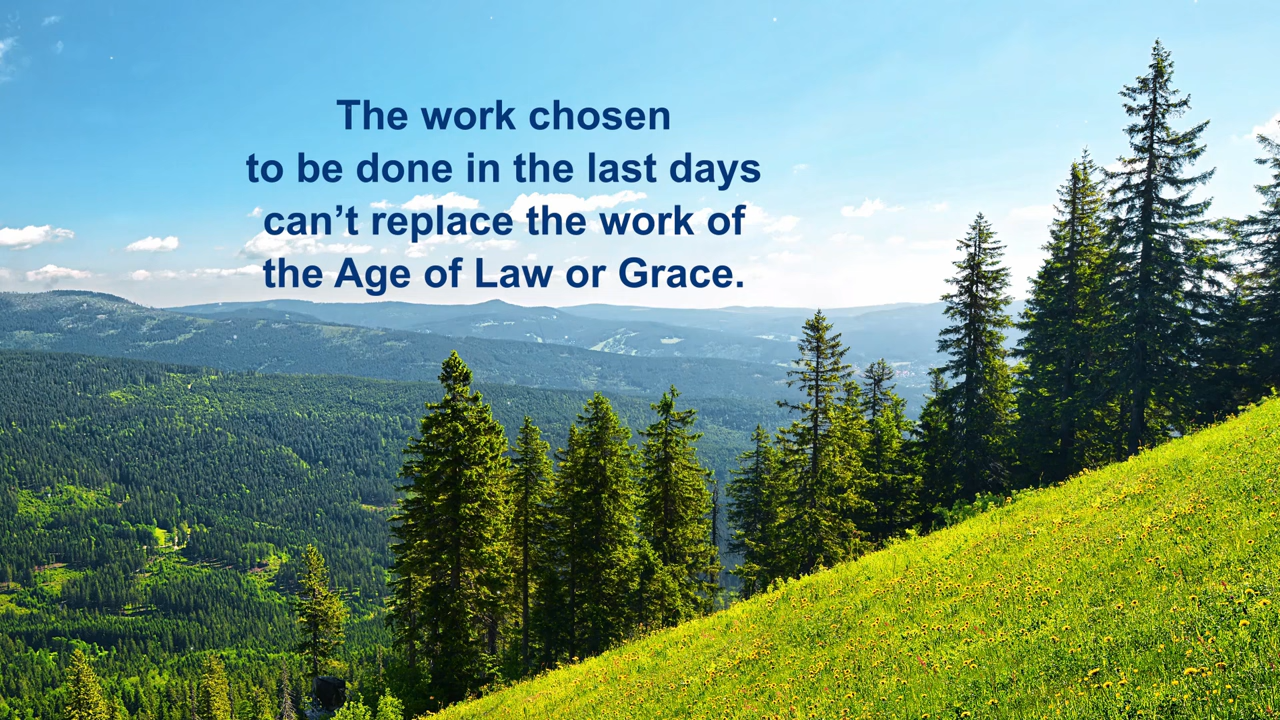 The work chosen
to be done in the last days
can’t replace the work of
the Age of Law or Grace.